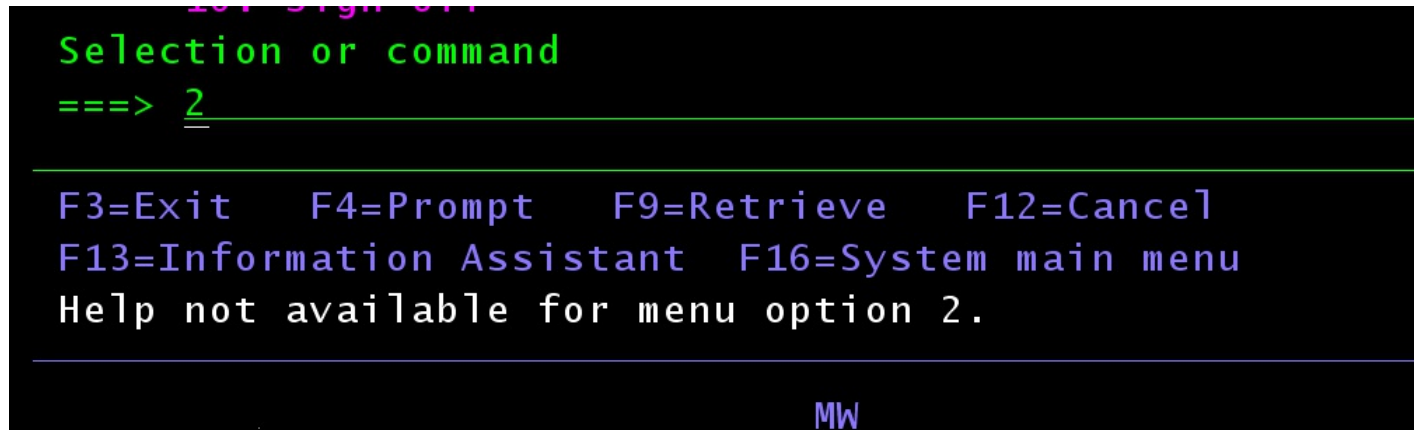 Selection or command
===> 2
F3=Exit F4=Prompt F9=Retrieve F12=Cancel
F13=Information Assistant F16=System main menu
Help not available for menu option 2.
MW